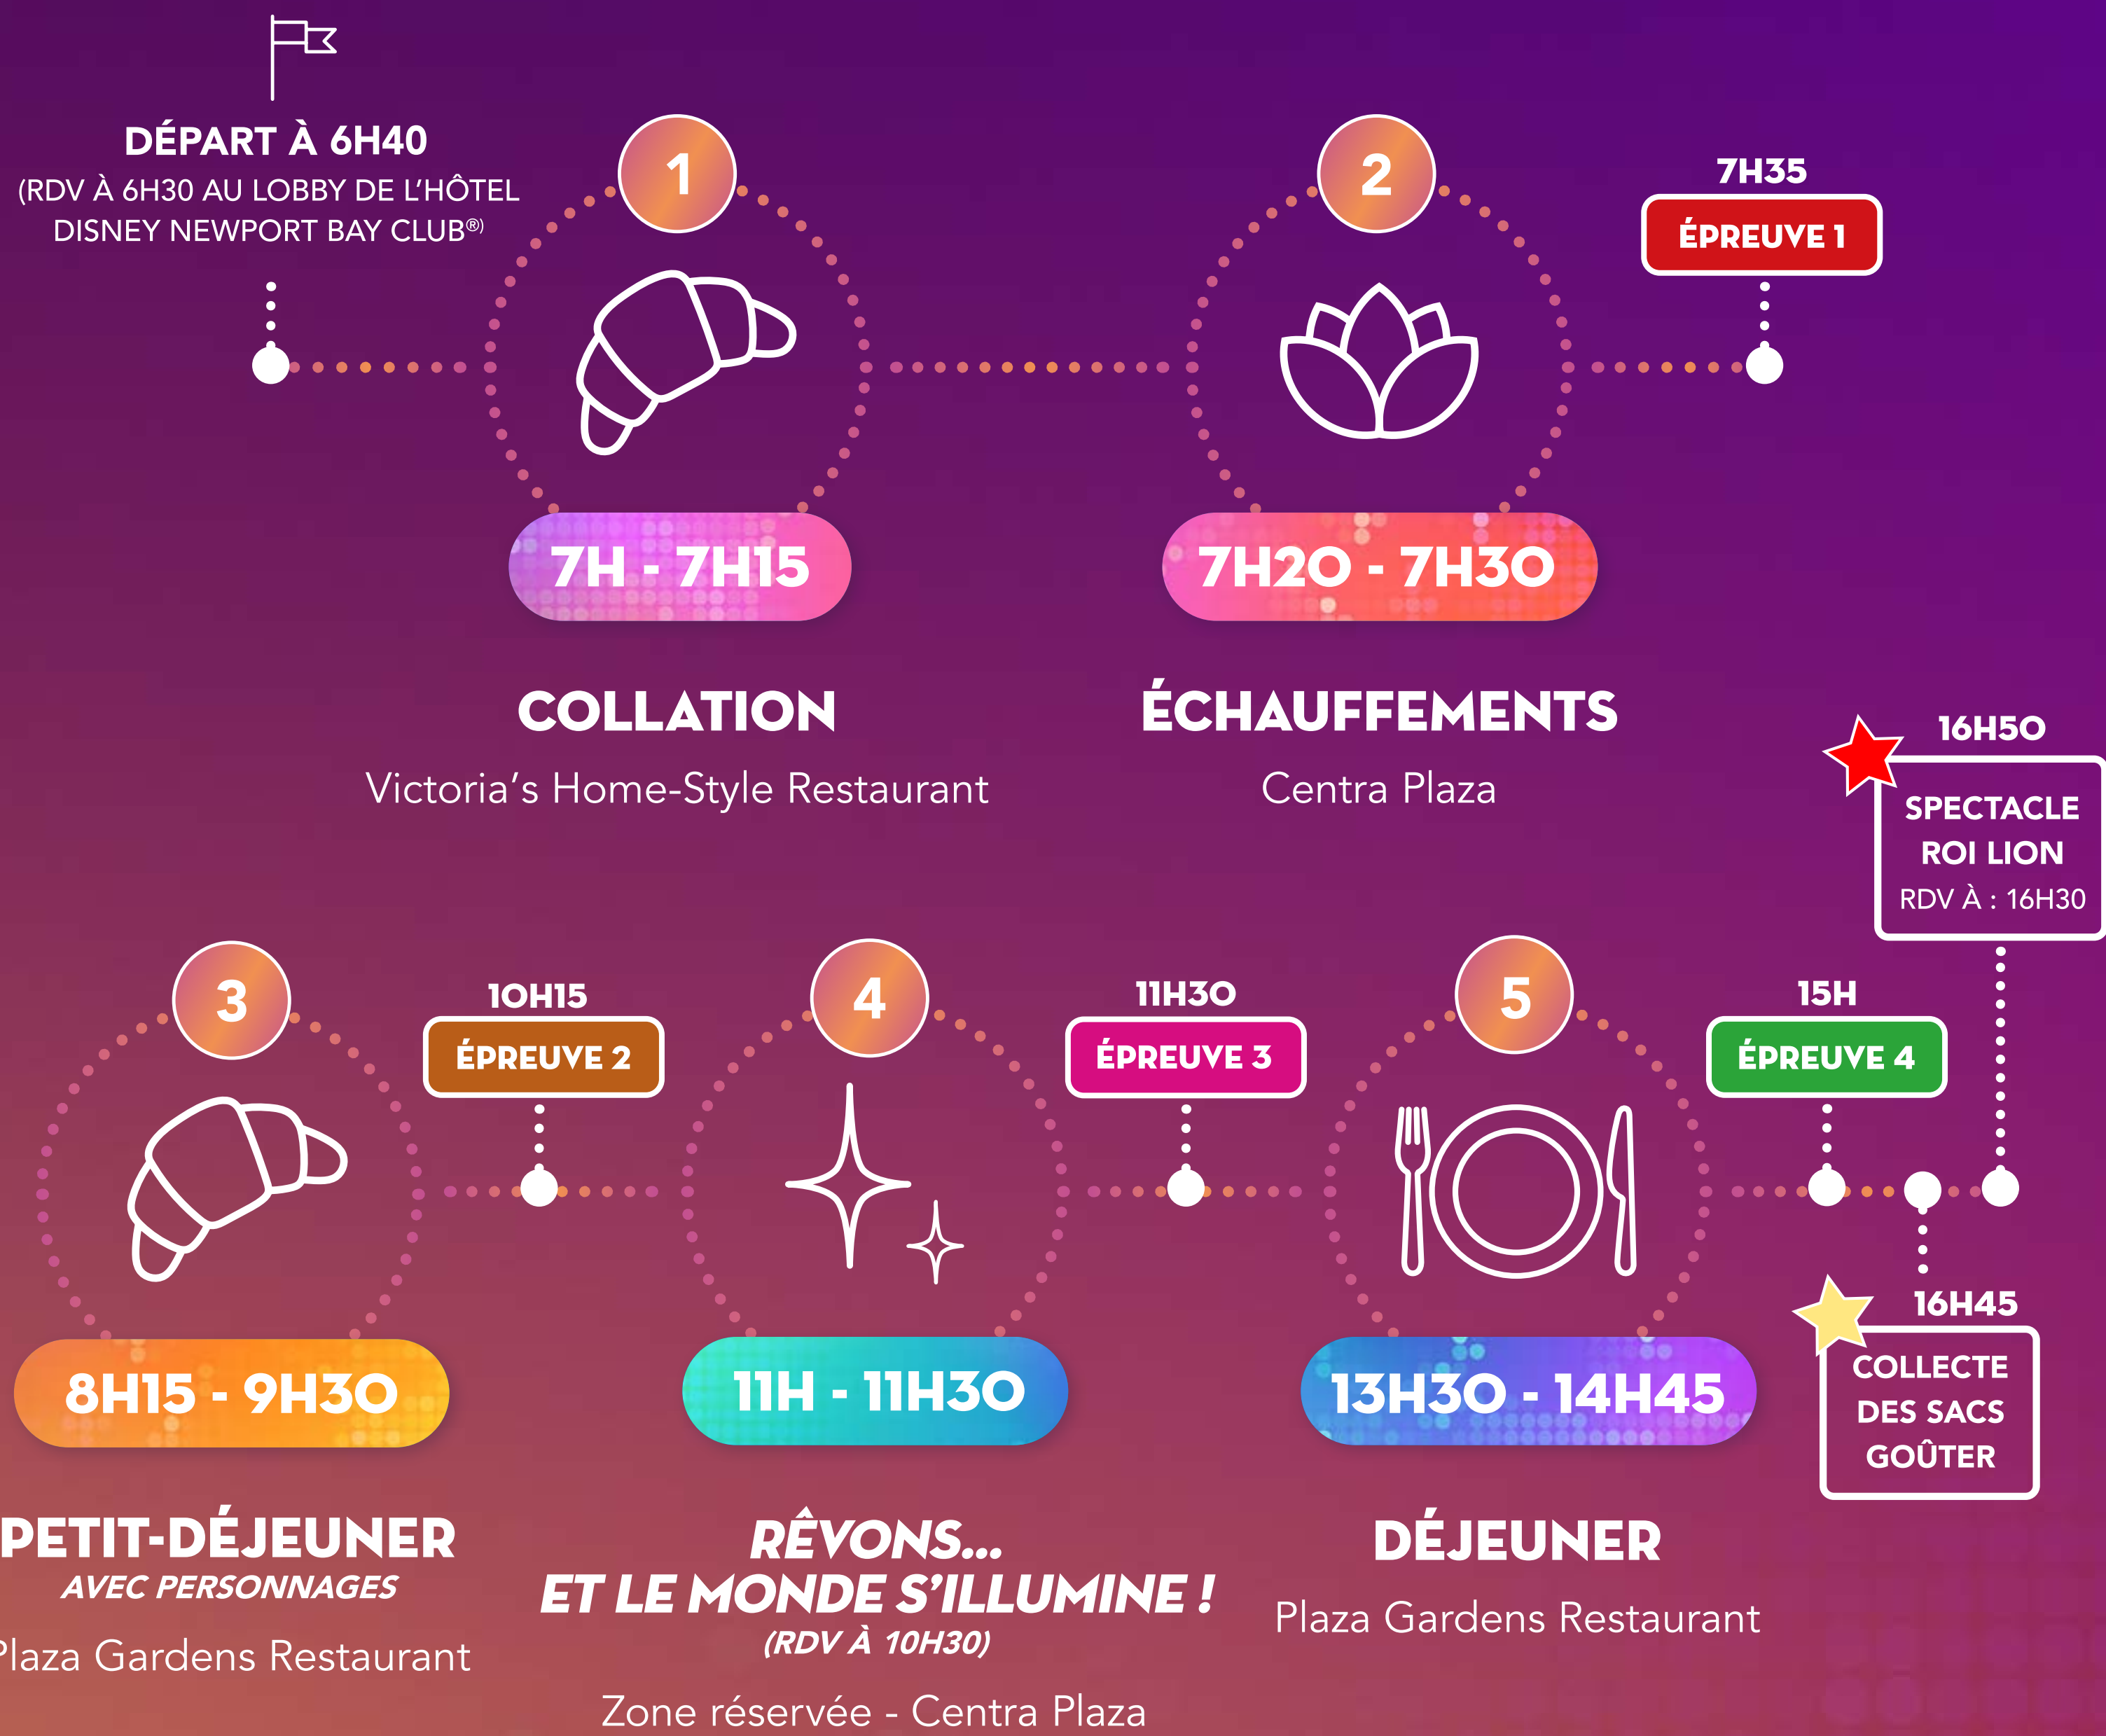 DÉPART À 6H40
(RDV À 6H30 AU LOBBY DE L'HÔTEL
DISNEY NEWPORT BAY CLUB®)
1
7H - 7H15
COLLATION
Victoria's Home-Style Restaurant
2
7H20 - 7H30
ÉCHAUFFEMENTS
Centra Plaza
7H35
ÉPREUVE 1
3
8H15 - 9H30
PETIT-DÉJEUNER
AVEC PERSONNAGES
Plaza Gardens Restaurant
10H15
ÉPREUVE 2
4
11H - 11H30
RÊVONS...
ET LE MONDE S'ILLUMINE !
(RDV À 10H30)
Zone réservée - Centra Plaza
11H30
ÉPREUVE 3
5
13H30 - 14H45
DÉJEUNER
Plaza Gardens Restaurant
15H
ÉPREUVE 4
16H45
COLLECTE
DES SACS
GOÛTER
16H50
SPECTACLE
ROI LION
RDV À : 16H30